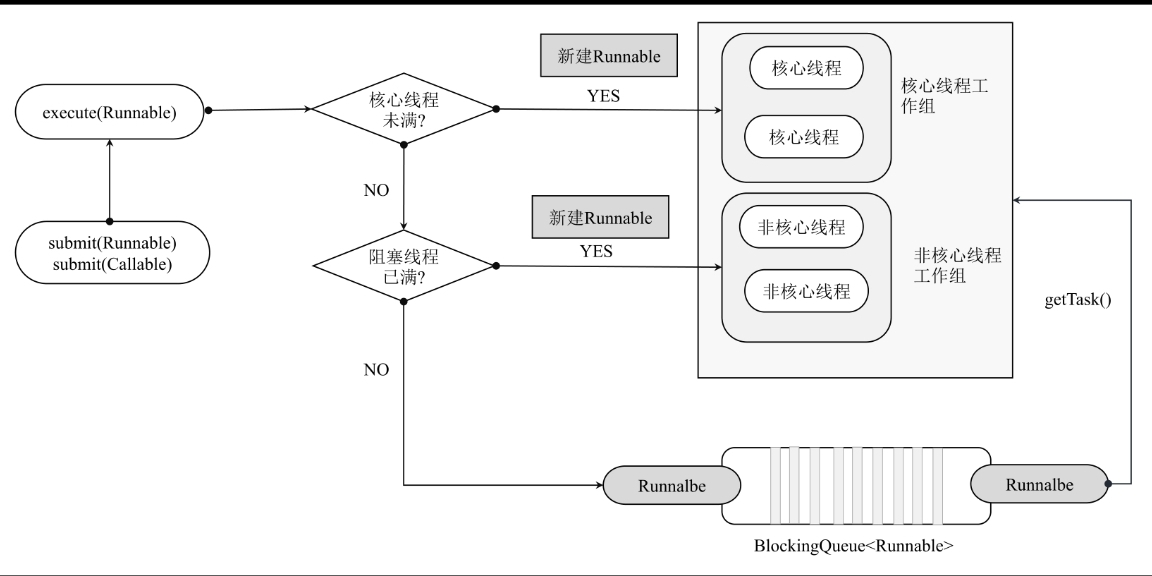 新建Runnable
execute(Runnable)
核心线程
未满?
YES
核心线程
核心线程
核心线程工
作组
NO
submit(Runnable)
submit(Callable)
阻塞线程
已满?
新建Runnable
YES
非核心线程
非核心线程
非核心线程
工作组
getTask()
NO
Runnalbe
Runnalbe
BlockingQueue<Runnable>